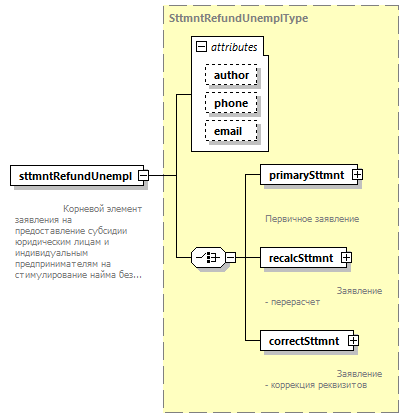 SttmntRefundUnemplType
attributes
author
phone
email
sttmntRefundUnempl
Корневой элемент
заявления на
предоставление субсидии
юридическим лицам и
индивидуальным
предпринимателям на
стимулирование найма без...
primarySttmnt
Первичное заявление
recalcSttmnt
Заявление
- перерасчет
correctSttmnt
Заявление
- коррекция реквизитов